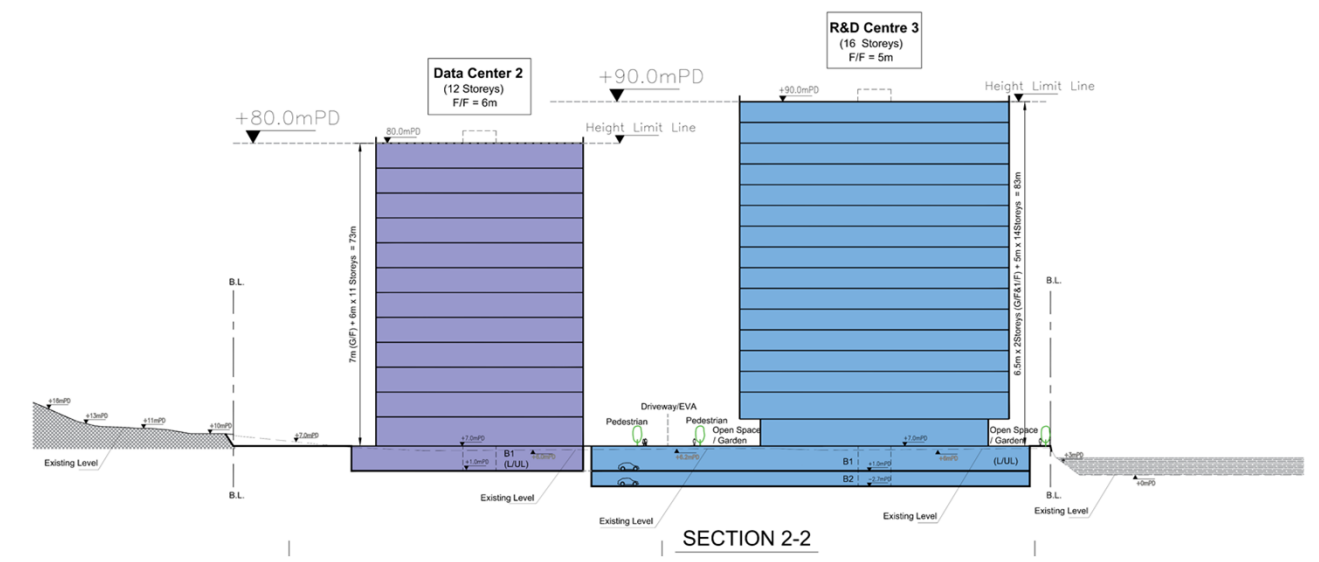 R&D Centre 3
(16 Storeys)
F/F = 5m
Data Center 2
(12 Storeys)
F/F = 6m
+90.0mPD
+90.0mPD
Height Limit Line
+80.0mPD
80.0mPD
Height Limit Line
7m (G/F) + 6m x 11 Storeys = 73m
6.5m x 2Storeys (G/F&1/F) + 5m x 14Storeys = 83m
B.L.
B.L.
Driveway/EVA
Pedestrian
Pedestrian
Open Space
/ Garden
Open Space
/ Garden
+18mPD
+13mPD
+11mPD
+10mPD
+7.0mPD
+7.0mPD
+7.0mPD
Existing Level
B1
(L/UL)
+1.0mPD
+6mPD
B1
+1.0mPD
(L/UL)
B2
-2.7mPD
+3mPD
+0mPD
B.L.
B.L.
Existing Level
Existing Level
Existing Level
Existing Level
SECTION 2-2